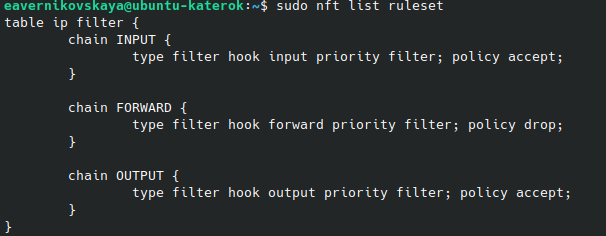 eavernikovskaya@ubuntu-katerok:~$ sudo nft list ruleset
table ip filter {
        chain INPUT {
                type filter hook input priority filter; policy accept;
        }

        chain FORWARD {
                type filter hook forward priority filter; policy drop;
        }

        chain OUTPUT {
                type filter hook output priority filter; policy accept;
        }
}